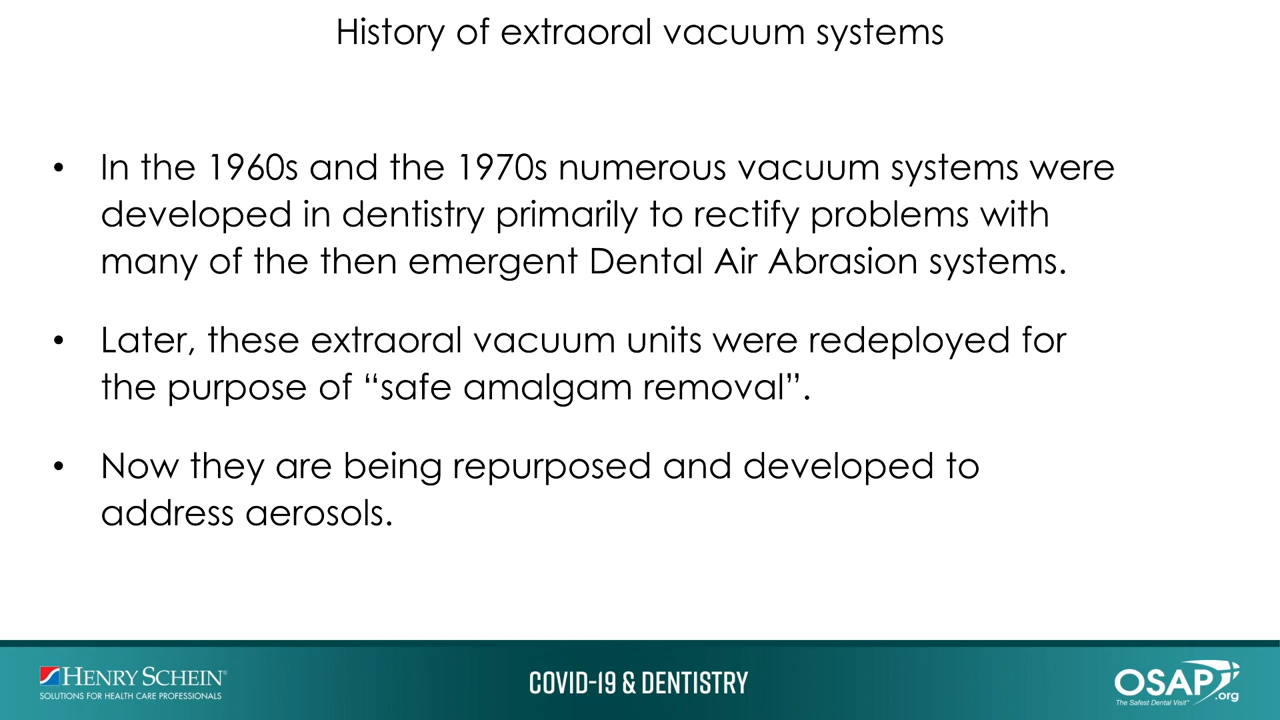 History of extraoral vacuum systems
• In the 1960s and the 1970s numerous vacuum systems were
developed in dentistry primarily to rectify problems with
many of the then emergent Dental Air Abrasion systems.
• Later, these extraoral vacuum units were redeployed for
the purpose of “safe amalgam removal”.
• Now they are being repurposed and developed to
address aerosols.
HENRY SCHEIN®
SOLUTIONS FOR HEALTH CARE PROFESSIONALS
COVID-19 & DENTISTRY
OSAP.org
The Safest Dental Visit™